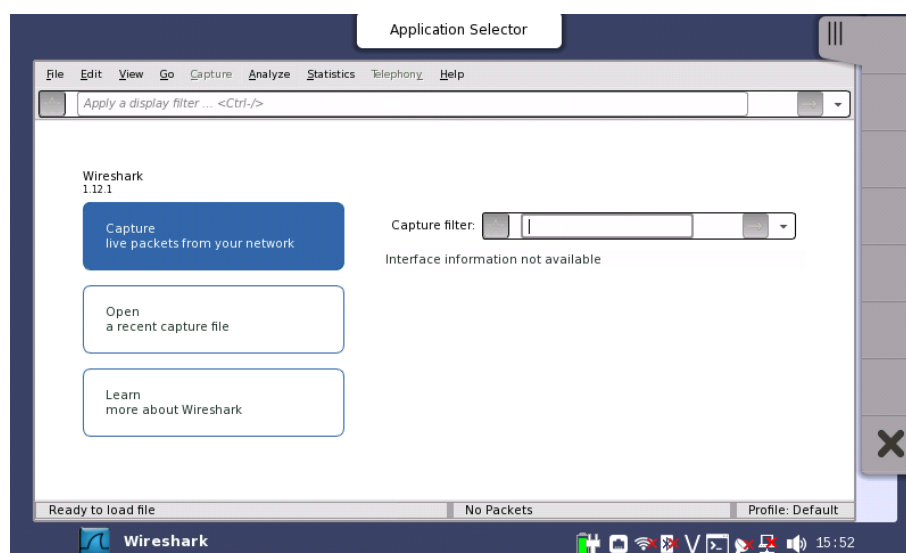 Application Selector
File Edit View Go Capture Analyze Statistics Telephony Help
Apply a display filter ... <Ctrl-/>
Wireshark
1.12.1
Capture
live packets from your network
Capture filter:
Interface information not available
Open
a recent capture file
Learn
more about Wireshark
Ready to load file No Packets Profile: Default
Wireshark 15:52